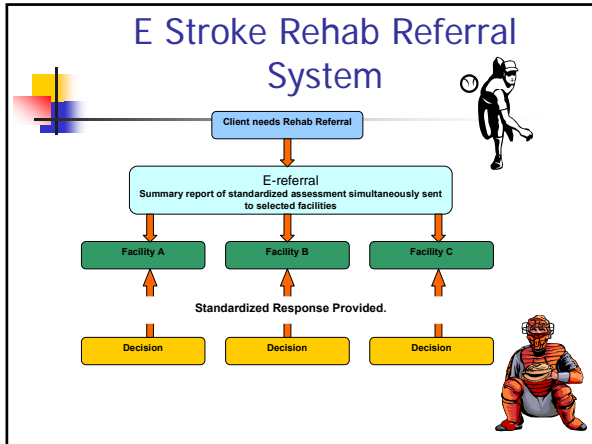 E Stroke Rehab Referral
System
Client needs Rehab Referral
E-referral
Summary report of standardized assessment simultaneously sent
to selected facilities
Facility A
Facility B
Facility C
Standardized Response Provided.
Decision
Decision
Decision